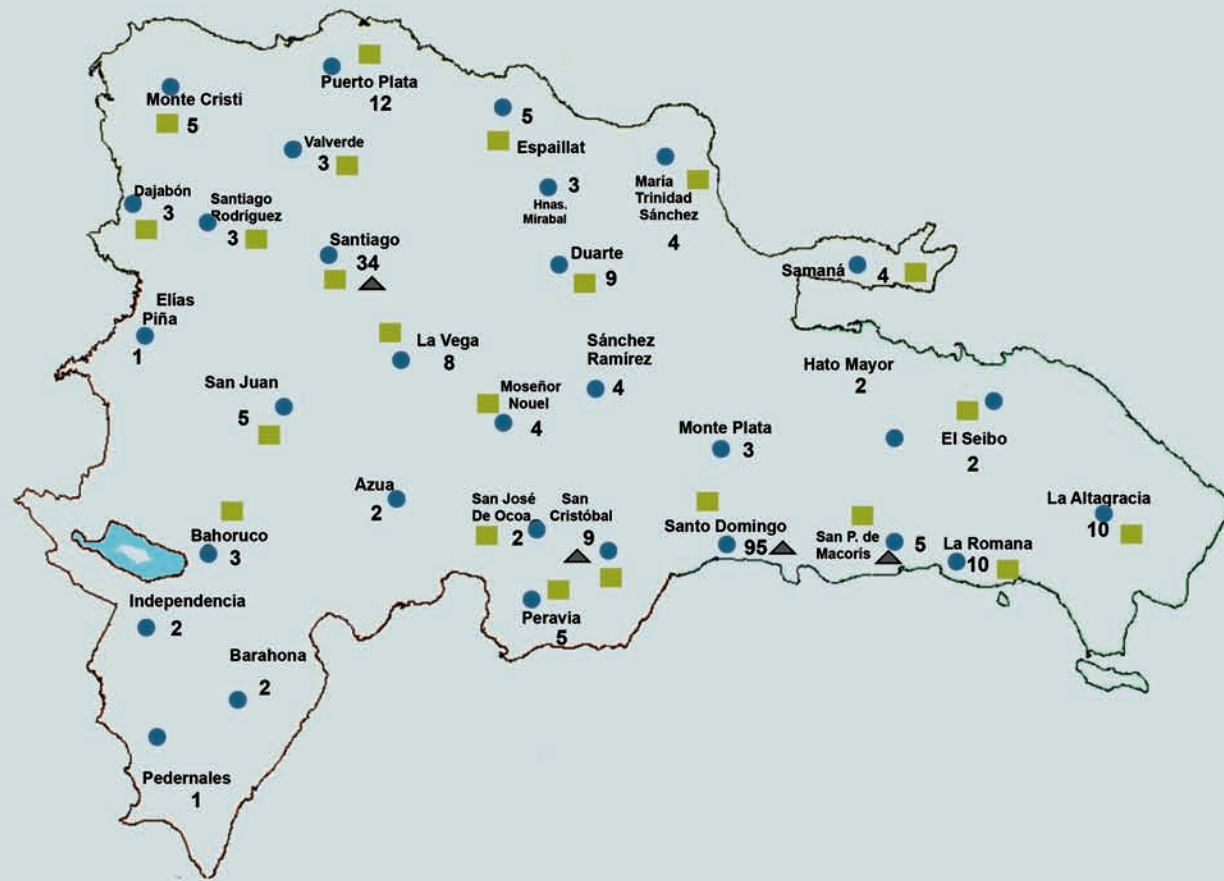 Puerto Plata
12
Monte Cristi
5
5
Espaillat
Valverde
3
3
Hnas.
Mirabal
María
Trinidad
Sánchez
4
Dajabón
3
Santiago
Rodríguez
3
Santiago
34
Duarte
9
Samaná
4
Elías
Piña
1
La Vega
8
Sánchez
Ramírez
4
Hato Mayor
2
San Juan
5
Moseñor
Nouel
4
Monte Plata
3
El Seibo
2
Azua
2
San José
De Ocoa
2
San
Cristóbal
9
Santo Domingo
95
San P. de
Macorís
5
La Romana
10
La Altagracia
10
Bahoruco
3
Peravia
5
Independencia
2
Barahona
2
Pedernales
1